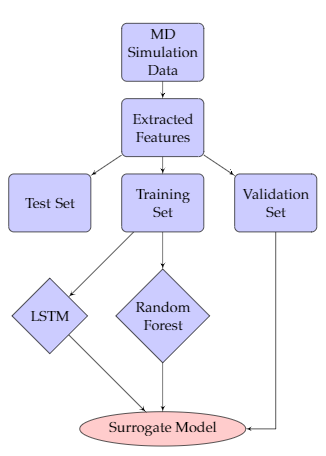 MD
Simulation
Data
Extracted
Features
Test Set
Training
Set
Validation
Set
LSTM
Random
Forest
Surrogate Model